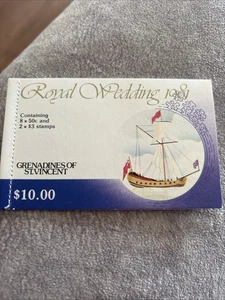 Royal Wedding 1981
Containing
8 x 50c and
2 x $3 stamps
GRENADINES OF
ST.VINCENT
$10.00